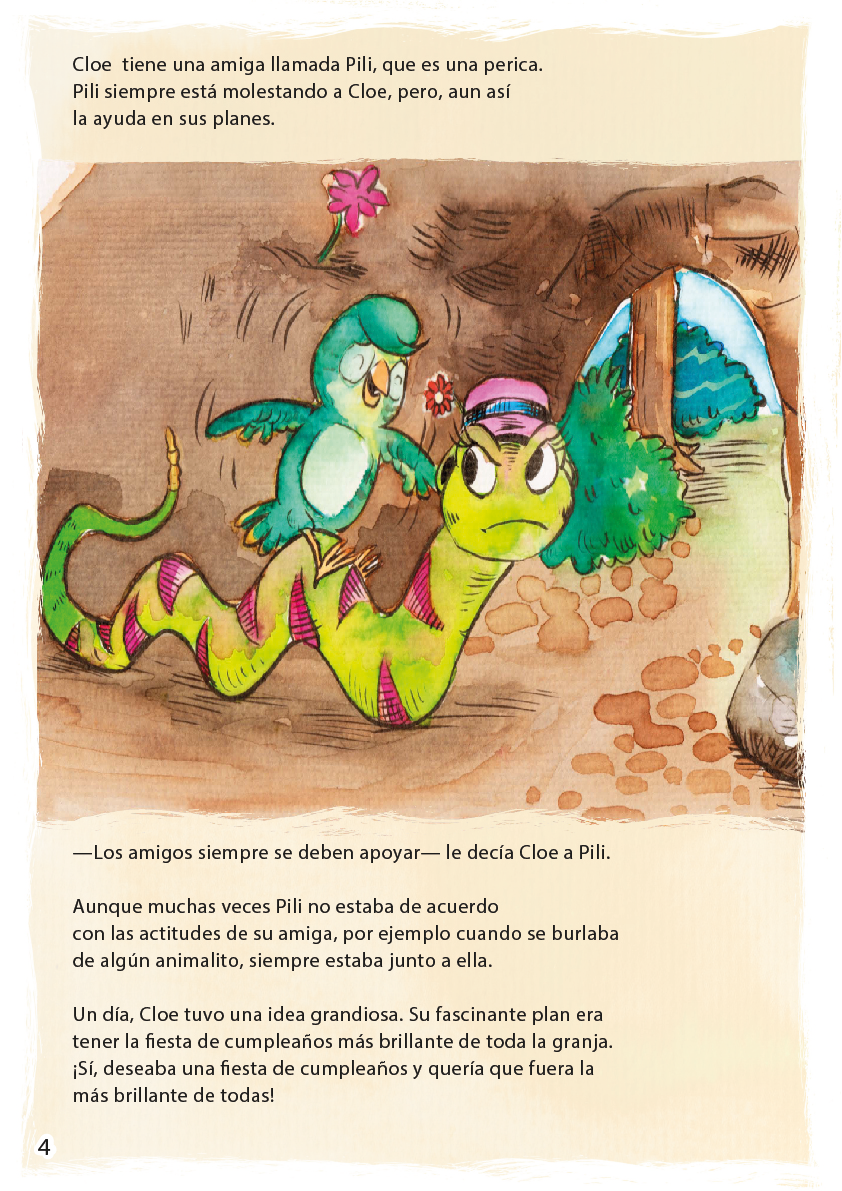 Cloe  tiene una amiga llamada Pili, que es una perica.
Pili siempre está molestando a Cloe, pero, aun así
la ayuda en sus planes.
—Los amigos siempre se deben apoyar— le decía Cloe a Pili.
Aunque muchas veces Pili no estaba de acuerdo
con las actitudes de su amiga, por ejemplo cuando se burlaba
de algún animalito, siempre estaba junto a ella.
Un día, Cloe tuvo una idea grandiosa. Su fascinante plan era
tener la fiesta de cumpleaños más brillante de toda la granja.
¡Sí, deseaba una fiesta de cumpleaños y quería que fuera la
más brillante de todas!
4